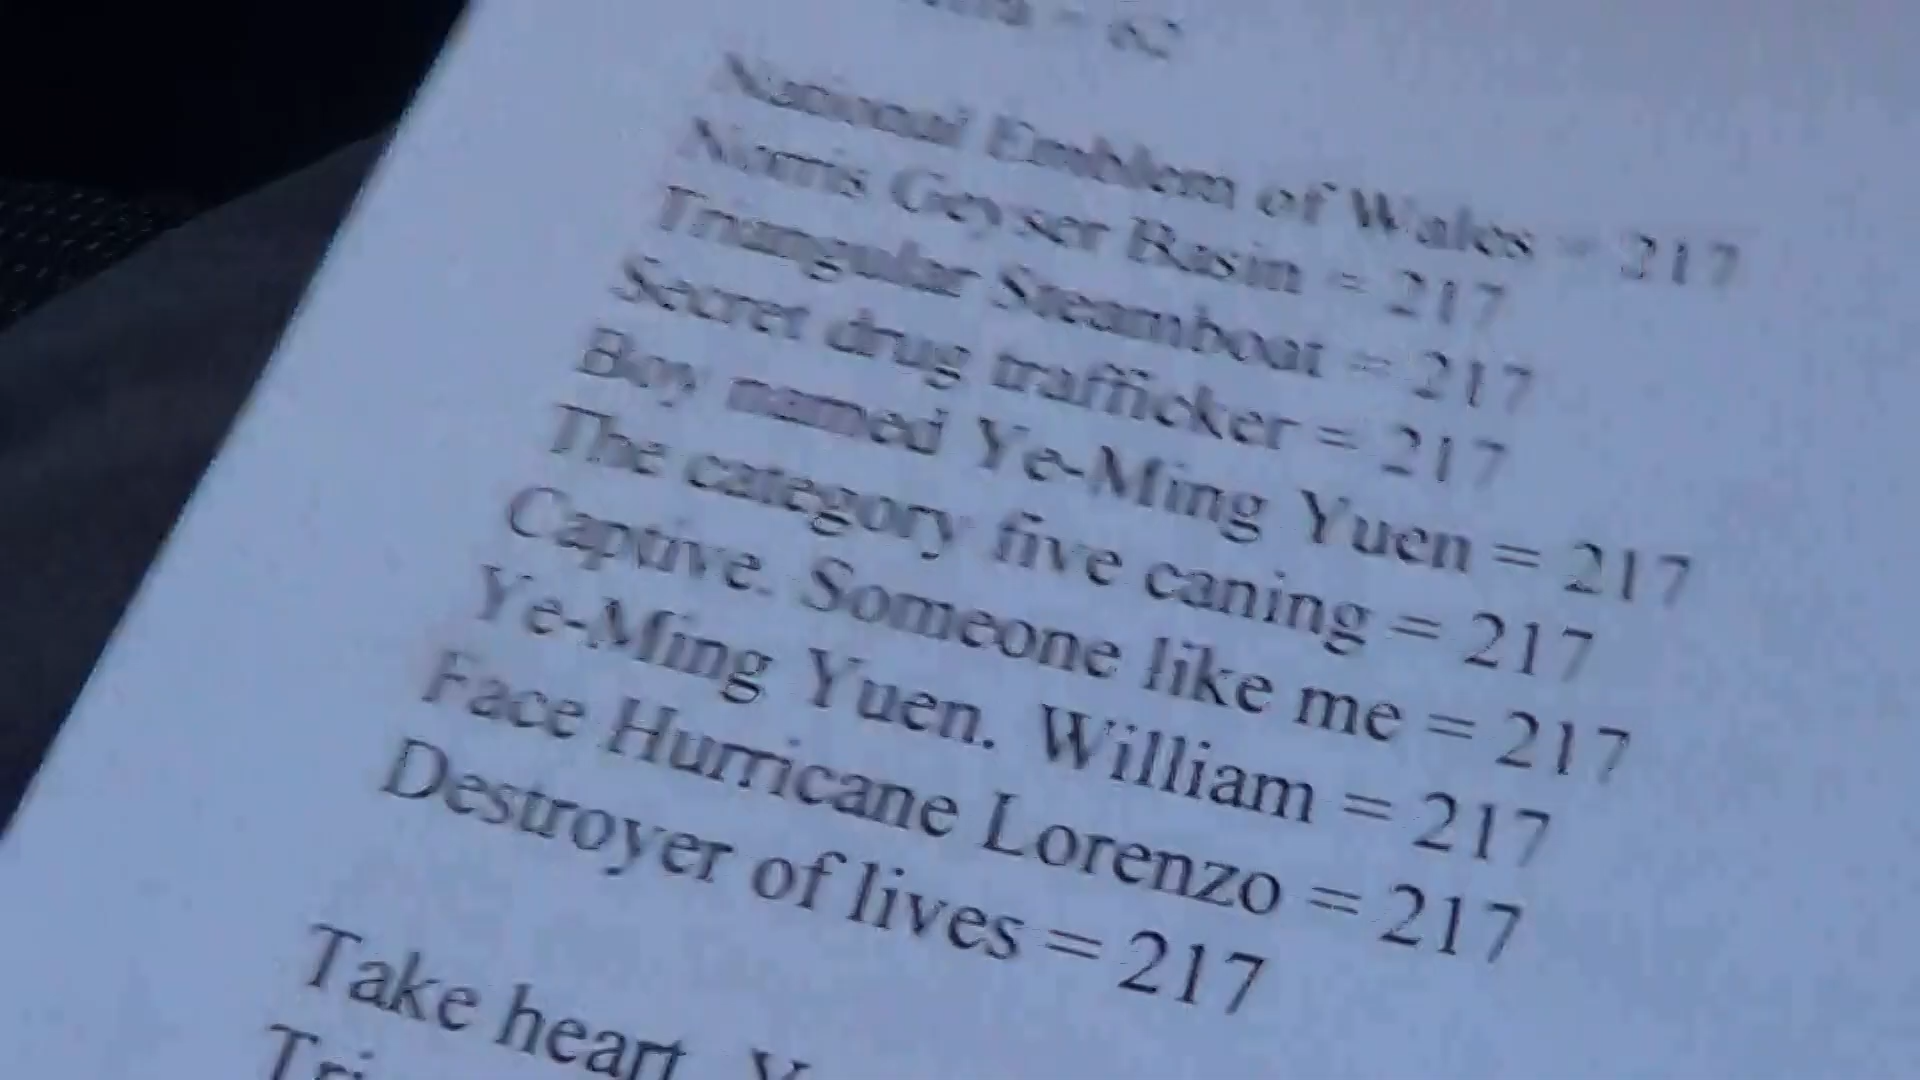 = 62
National Emblem of Wales = 217
Norris Geyser Basin = 217
Triangular Steamboat = 217
Secret drug trafficker = 217
Boy named Ye-Ming Yuen = 217
The category five caning = 217
Captive. Someone like me = 217
Ye-Ming Yuen. William = 217
Face Hurricane Lorenzo = 217
Destroyer of lives = 217
Take heart. Y
Tri